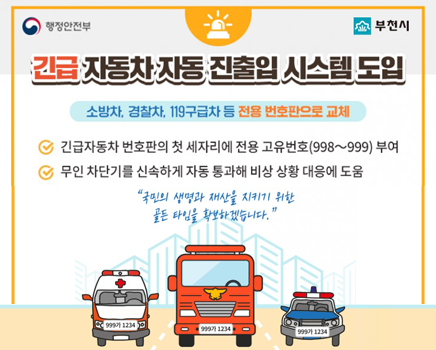 행정안전부
부천시
긴급 자동차 자동 진출입 시스템 도입
소방차, 경찰차, 119구급차 등 전용 번호판으로 교체
긴급자동차 번호판의 첫 세자리에 전용 고유번호(998~999) 부여
무인 차단기를 신속하게 자동 통과해 비상 상황 대응에 도움
“국민의 생명과 재산을 지키기 위한
골든 타임을 확보하겠습니다.”
999가 1234
999가 1234
999가 1234